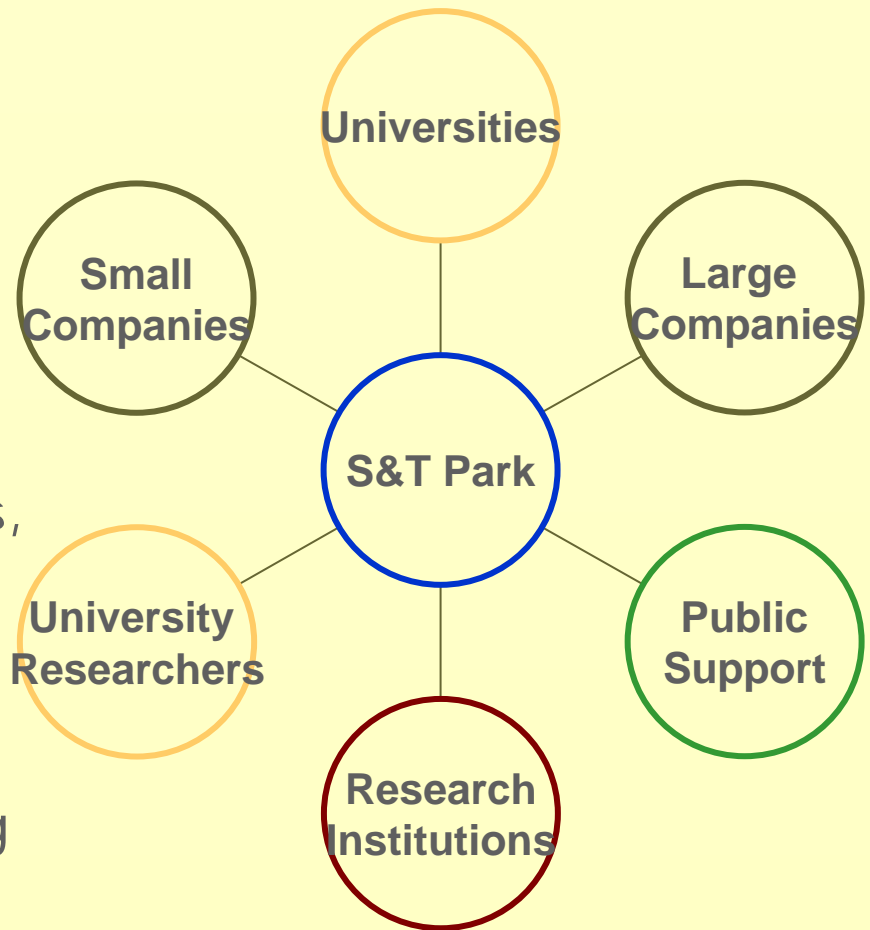 Universities
Small
Companies
Large
Companies
S&T Park
University
Researchers
Public
Support
Research
Institutions